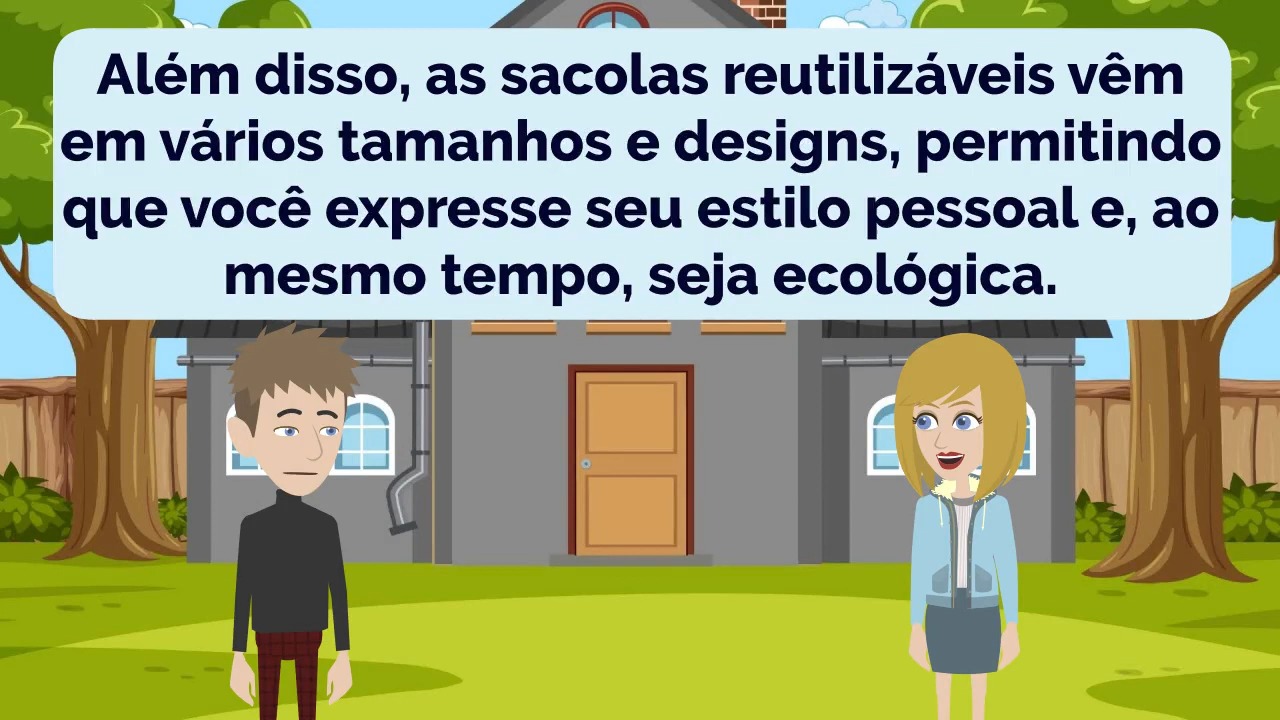 Além disso, as sacolas reutilizáveis vêm
em vários tamanhos e designs, permitindo
que você expresse seu estilo pessoal e, ao
mesmo tempo, seja ecológica.